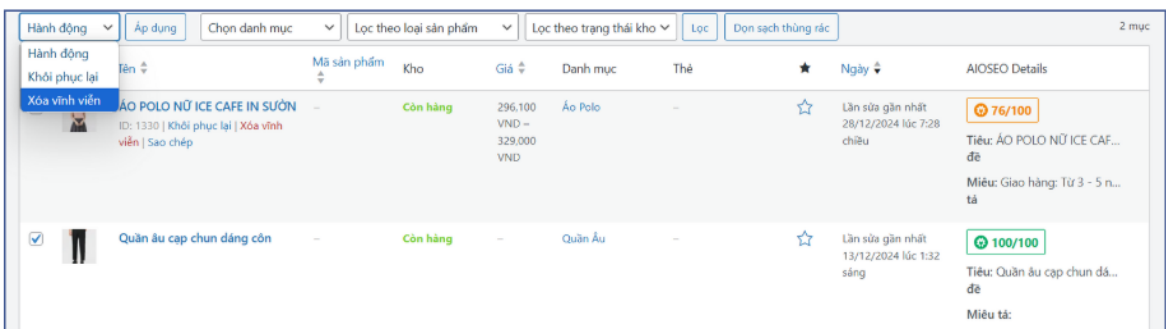 Hành động Áp dụng Chọn danh mục Lọc theo loại sản phẩm Lọc theo trạng thái kho Lọc Dọn sạch thùng rác 2 mục
Hành động
Khôi phục lại
Xóa vĩnh viễn
Tên Mã sản phẩm Kho Giá Danh mục Thẻ Ngày AIOSEO Details
ÁO POLO NỮ ICE CAFE IN SƯỜN – Còn hàng 296,100 Áo Polo – Lần sửa gần nhất 76/100
ID: 1330 | Khôi phục lại | Xóa vĩnh VND – 28/12/2024 lúc 7:28
viễn | Sao chép 329,000 chiều Tiêu: ÁO POLO NỮ ICE CAF...
VND đề
Miêu: Giao hàng: Từ 3 - 5 n...
tả
Quần âu cạp chun dáng côn – Còn hàng – Quần Âu – Lần sửa gần nhất 100/100
13/12/2024 lúc 1:32
sáng Tiêu: Quần âu cạp chun dá...
đề
Miêu tả: